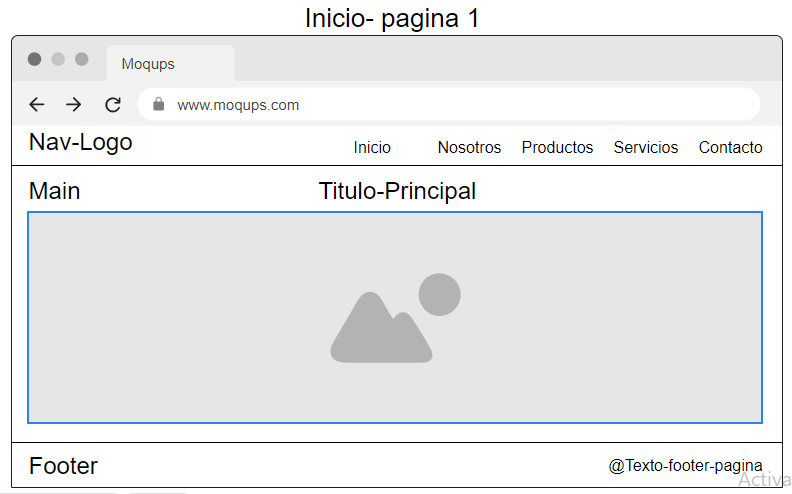 Inicio- pagina 1
Moqups
www.moqups.com
Nav-Logo Inicio Nosotros Productos Servicios Contacto
Main Titulo-Principal
Footer @Texto-footer-pagina
Activa